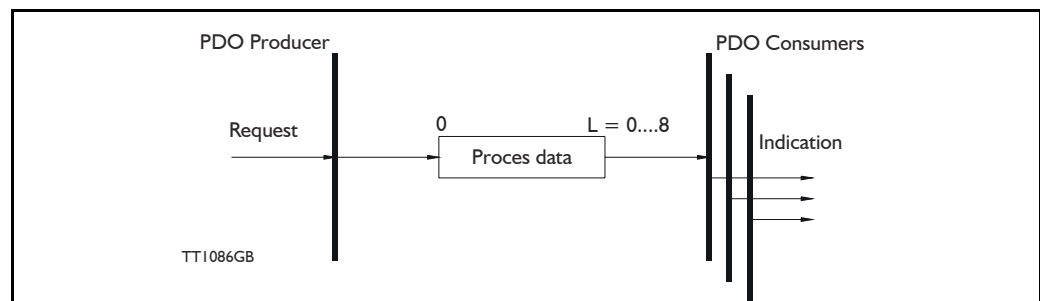 PDO Producer
PDO Consumers
0
L = 0....8
Request
Proces data
Indication
TT1086GB